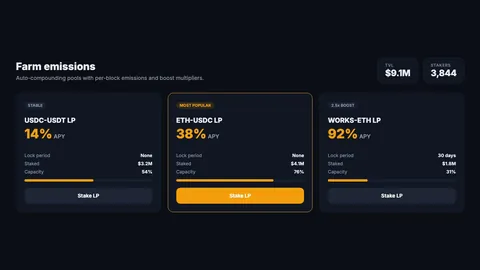 Farm emissions
Auto-compounding pools with per-block emissions and boost multipliers.
TVL
$9.1M
STAKERS
3,844
STABLE
USDC-USDT LP
14% APY
Lock period None
Staked $3.2M
Capacity 54%
Stake LP
MOST POPULAR
ETH-USDC LP
38% APY
Lock period None
Staked $4.1M
Capacity 76%
Stake LP
2.5X BOOST
WORKS-ETH LP
92% APY
Lock period 30 days
Staked $1.8M
Capacity 31%
Stake LP